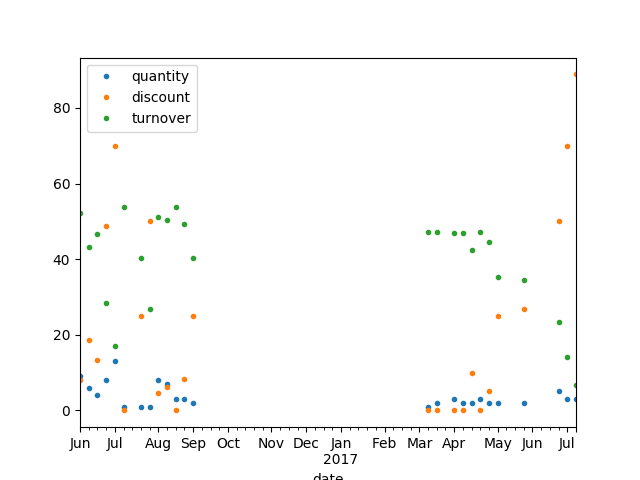 quantity
discount
turnover
80
60
40
20
0
Jun Jul Aug Sep Oct Nov Dec Jan Feb Mar Apr May Jun Jul
2017
date